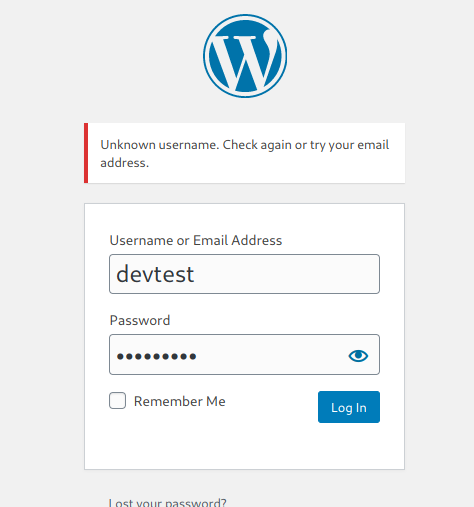 Unknown username. Check again or try your email
address.
Username or Email Address
devtest
Password
•••••••••
Remember Me
Log In
Lost your password?